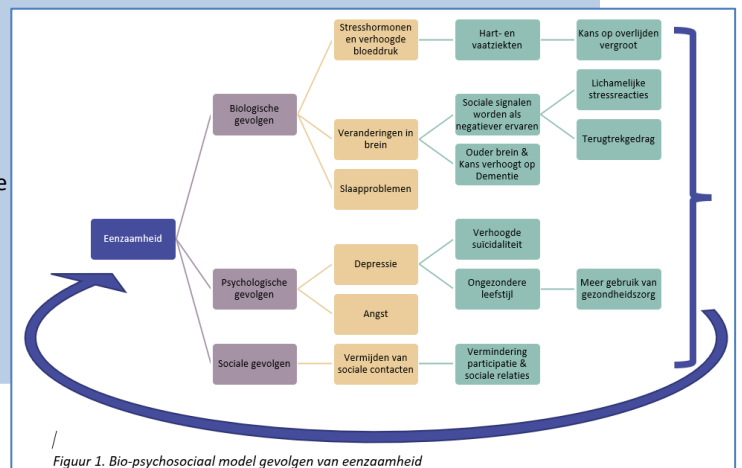 Stresshormonen
en verhoogde
bloeddruk
Hart- en
vaatziekten
Kans op overlijden
vergroot
Biologische
gevolgen
Veranderingen in
brein
Sociale signalen
worden als
negatiever ervaren
Lichamelijke
stressreacties
Terugtrekgedrag
Ouder brein &
Kans verhoogt op
Dementie
Slaapproblemen
e
Eenzaamheid
Psychologische
gevolgen
Depressie
Verhoogde
suïcidaliteit
Ongezondere
leefstijl
Meer gebruik van
gezondheidszorg
Angst
Sociale gevolgen
Vermijden van
sociale contacten
Vermindering
participatie &
sociale relaties
/
Figuur 1. Bio-psychosociaal model gevolgen van eenzaamheid